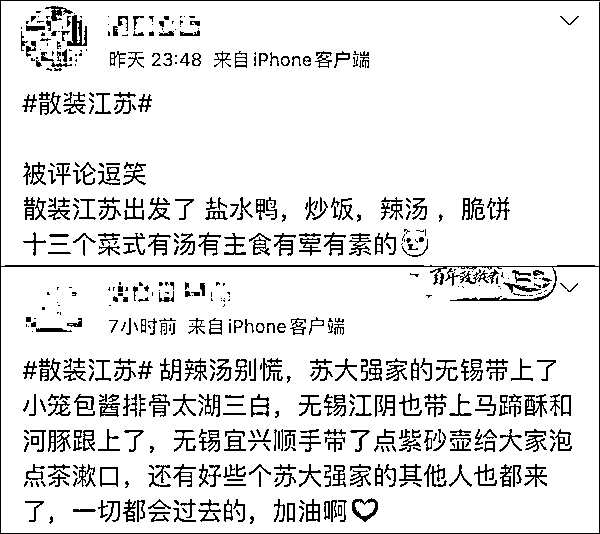 昨天 23:48 来自iPhone客户端
#散装江苏#
被评论逗笑
散装江苏出发了 盐水鸭，炒饭，辣汤 ，脆饼
十三个菜式有汤有主食有荤有素的
7小时前 来自iPhone客户端
#散装江苏# 胡辣汤别慌，苏大强家的无锡带上了
小笼包酱排骨太湖三白，无锡江阴也带上马蹄酥和
河豚跟上了，无锡宜兴顺手带了点紫砂壶给大家泡
点茶漱口，还有好些个苏大强家的其他人也都来
了，一切都会过去的，加油啊